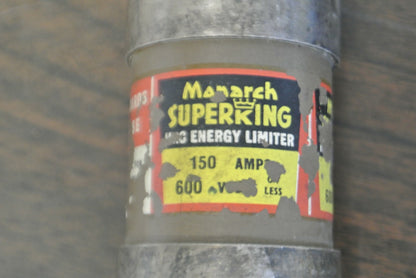 Monarch
SUPERKING
ENERGY LIMITER
150 AMP
600 V
LESS